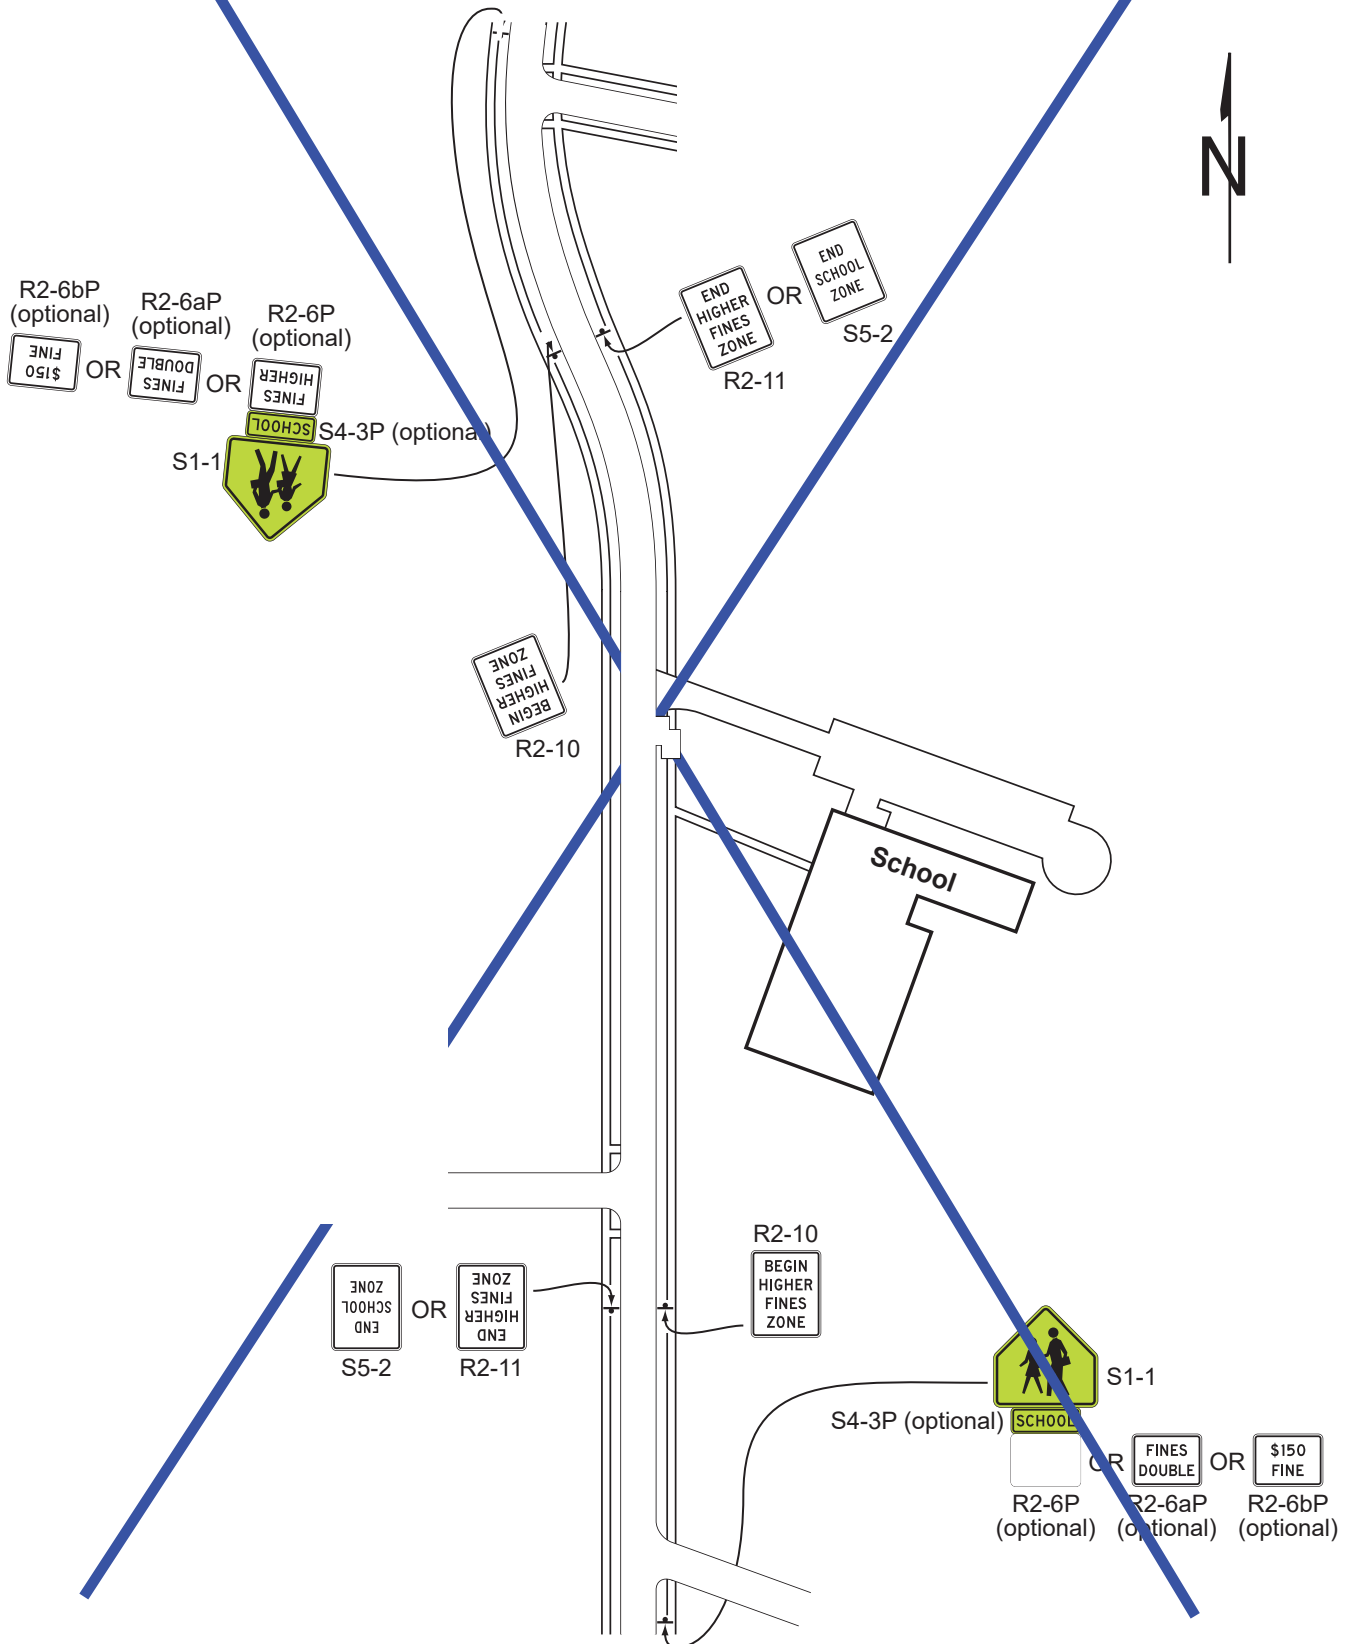 N
END
SCHOOL
ZONE
S5-2
OR
END
HIGHER
FINES
ZONE
R2-11
R2-6bP
(optional)
$150
FINE
OR
R2-6aP
(optional)
FINES
DOUBLE
OR
R2-6P
(optional)
FINES
HIGHER
SCHOOL
S4-3P (optional)
S1-1
BEGIN
HIGHER
FINES
ZONE
R2-10
School
END
SCHOOL
ZONE
S5-2
OR
END
HIGHER
FINES
ZONE
R2-11
R2-10
BEGIN
HIGHER
FINES
ZONE
S1-1
S4-3P (optional)
SCHOOL
R2-6P
(optional)
OR
FINES
DOUBLE
R2-6aP
(optional)
OR
$150
FINE
R2-6bP
(optional)